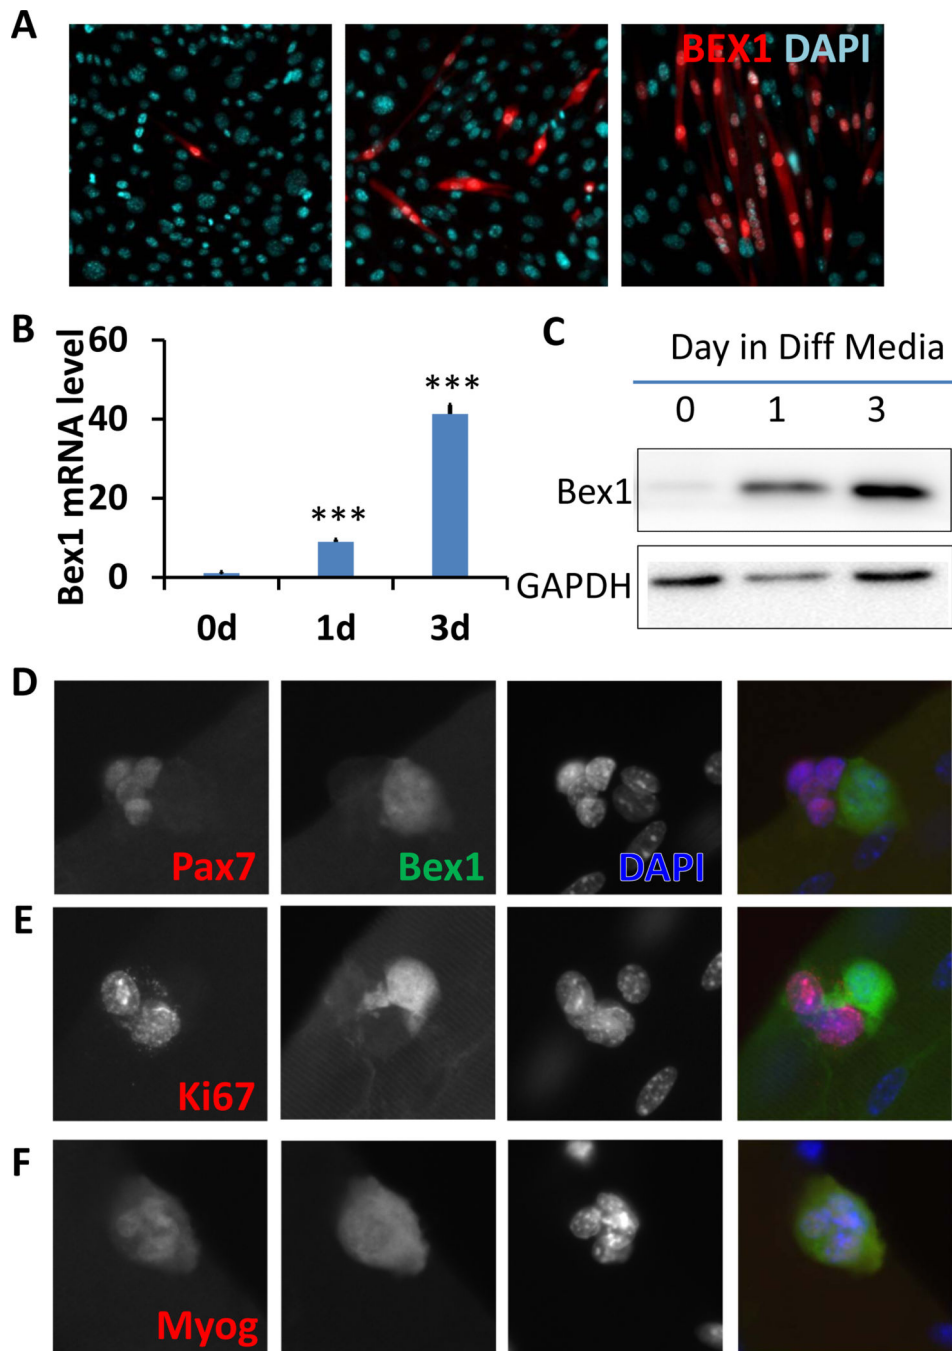 A
BEX1 DAPI
B
Bex1 mRNA level
60
40
20
0
***
***
0d
1d
3d
C
Day in Diff Media
0 1 3
Bex1
GAPDH
D
Pax7
Bex1
DAPI
E
Ki67
F
Myog